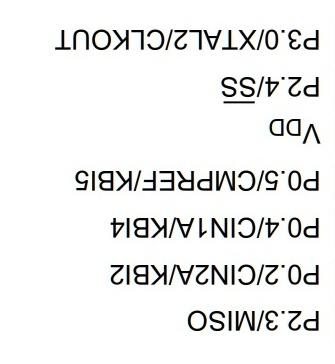 P2.3/MISO
P0.2/CIN2A/KBI2
P0.4/CIN1A/KBI4
P0.5/CMPREF/KBI5
VDD
P2.4/S̅S̅
P3.0/XTAL2/CLKOUT